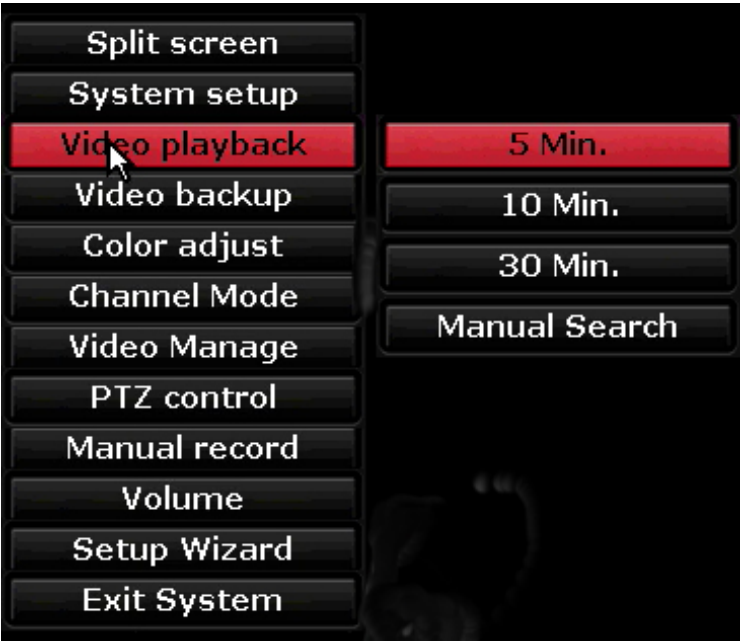 Split screen
System setup
Video playback
Video backup
Color adjust
Channel Mode
Video Manage
PTZ control
Manual record
Volume
Setup Wizard
Exit System
5 Min.
10 Min.
30 Min.
Manual Search